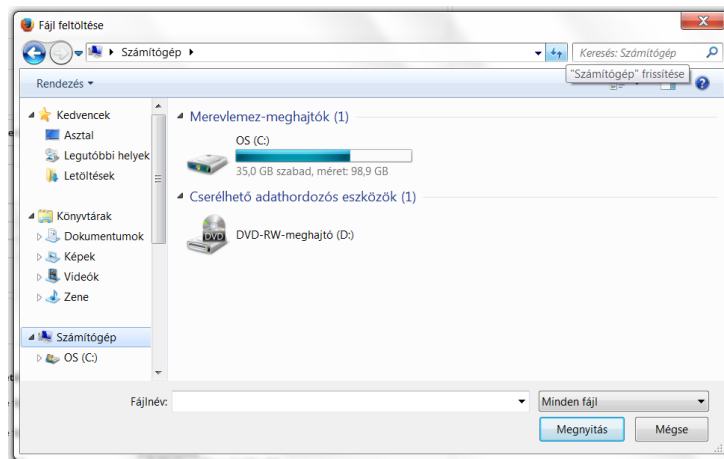 Fájl feltöltése
Számítógép
Keresés: Számítógép
"Számítógép" frissítése
Rendezés
Kedvencek
Asztal
Legutóbbi helyek
Letöltések
Könyvtárak
Dokumentumok
Képek
Videók
Zene
Számítógép
OS (C:)
Merevlemez-meghajtók (1)
OS (C:)
35,0 GB szabad, méret: 98,9 GB
Cserélhető adathordozós eszközök (1)
DVD
DVD-RW-meghajtó (D:)
Fájlnév:
Minden fájl
Megnyitás
Mégse